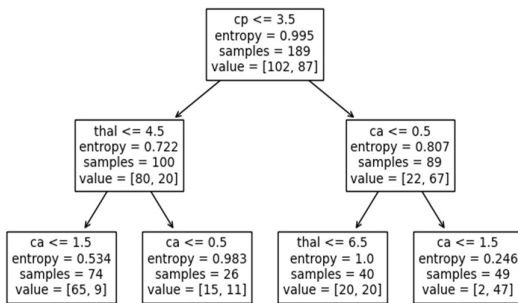 cp <= 3.5
entropy = 0.995
samples = 189
value = [102, 87]
thal <= 4.5
entropy = 0.722
samples = 100
value = [80, 20]
ca <= 0.5
entropy = 0.807
samples = 89
value = [22, 67]
ca <= 1.5
entropy = 0.534
samples = 74
value = [65, 9]
ca <= 0.5
entropy = 0.983
samples = 26
value = [15, 11]
thal <= 6.5
entropy = 1.0
samples = 40
value = [20, 20]
ca <= 1.5
entropy = 0.246
samples = 49
value = [2, 47]